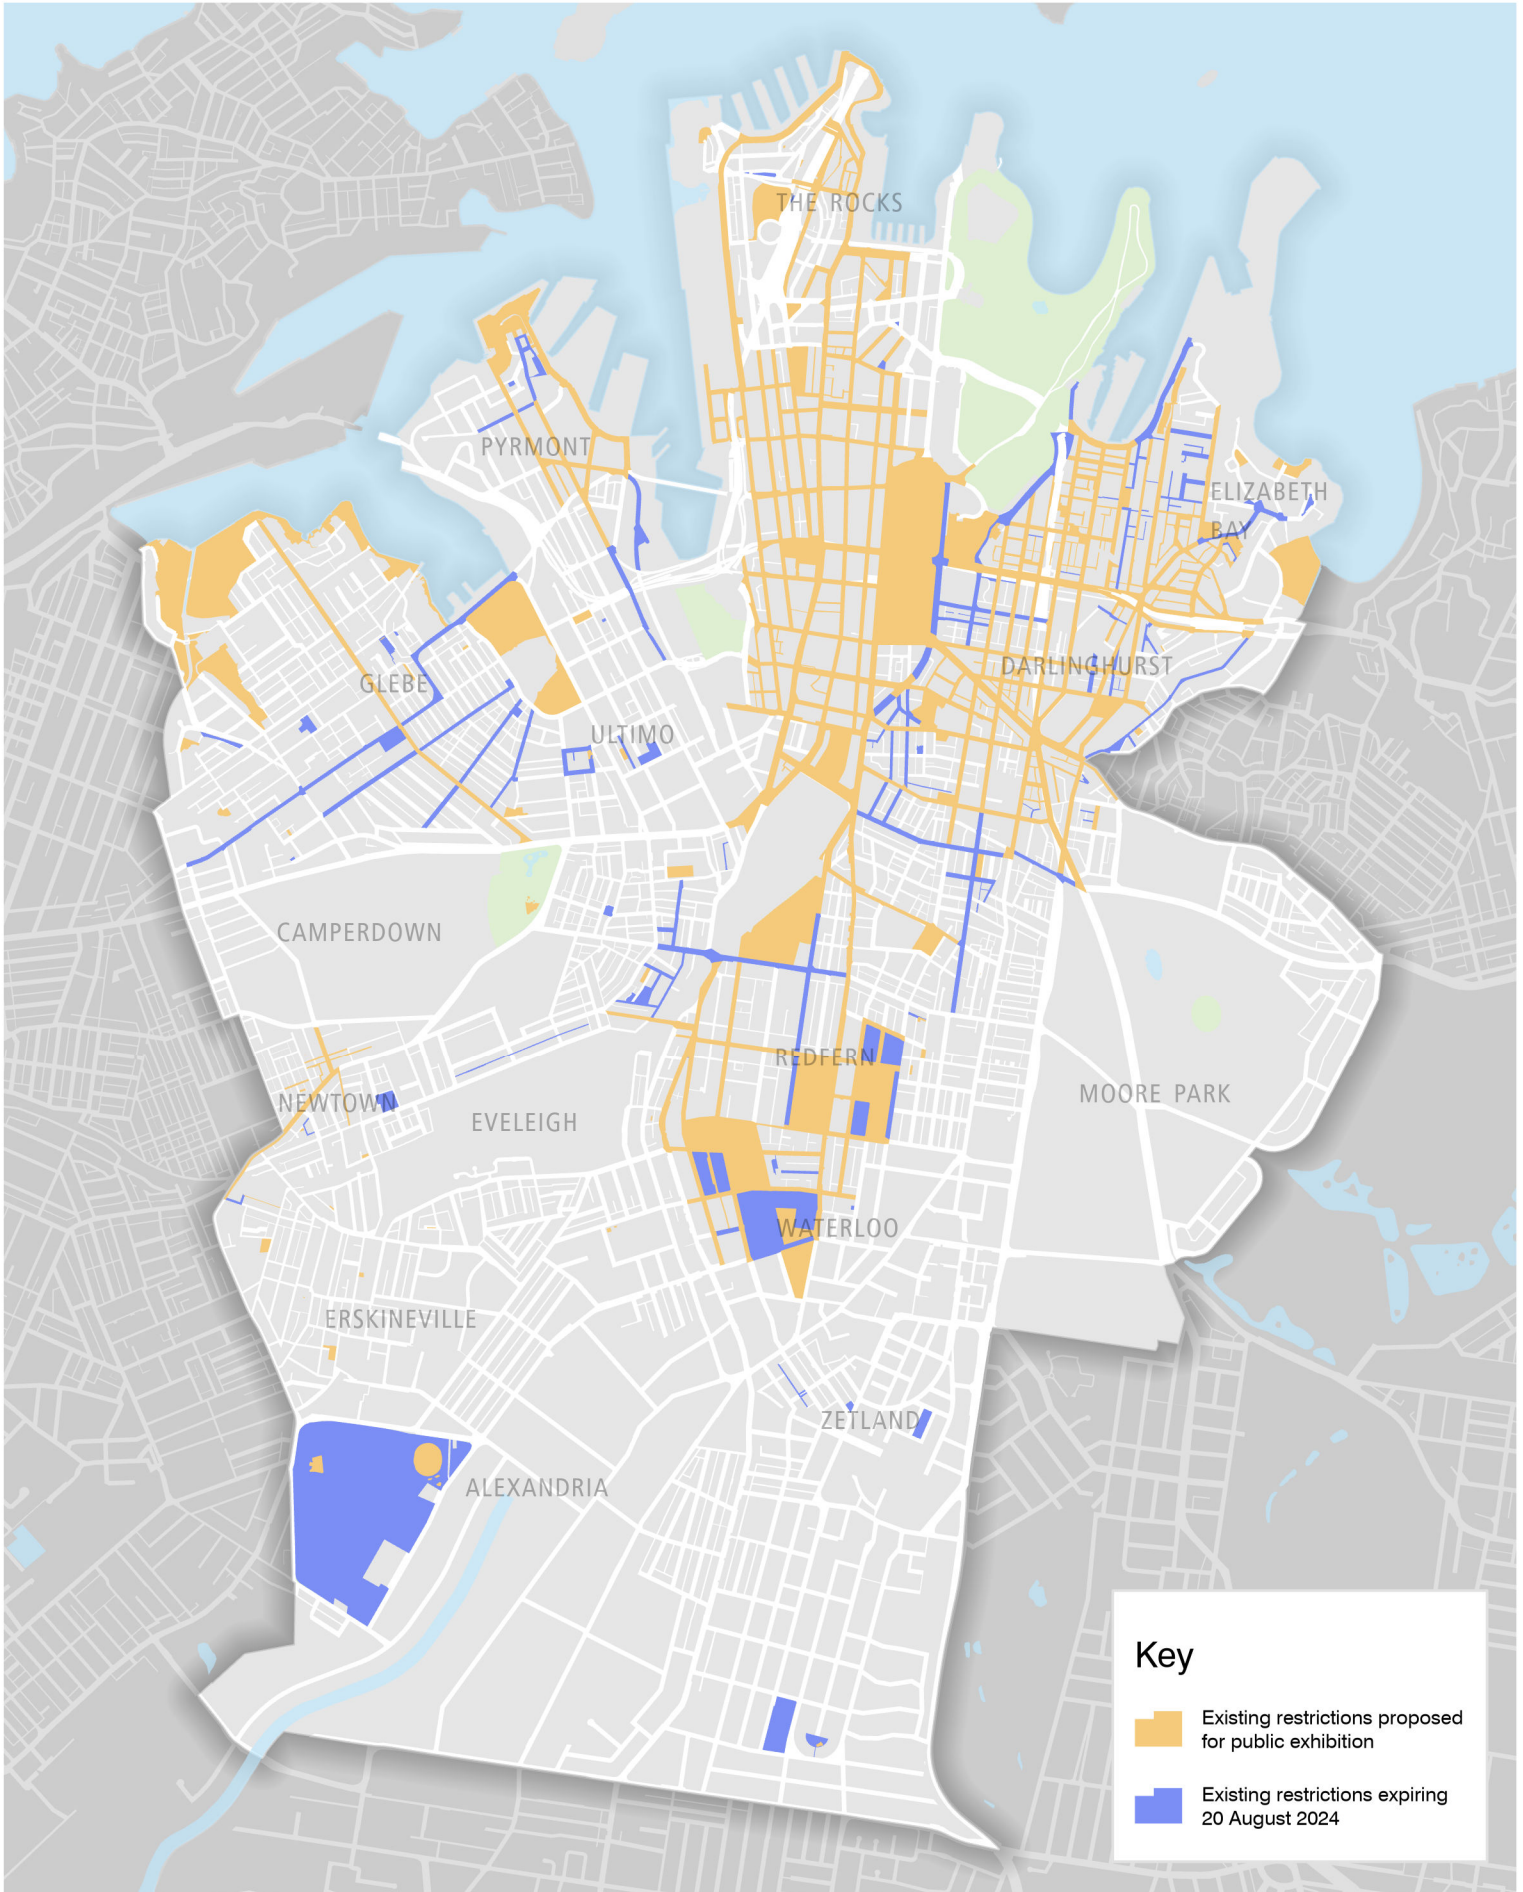 THE ROCKS
PYRMONT
ELIZABETH
BAY
DARLINGHURST
GLEBE
ULTIMO
CAMPERDOWN
REDFERN
MOORE PARK
NEWTOWN
EVELEIGH
WATERLOO
ERSKINEVILLE
ZETLAND
ALEXANDRIA
Key
Existing restrictions proposed
for public exhibition
Existing restrictions expiring
20 August 2024